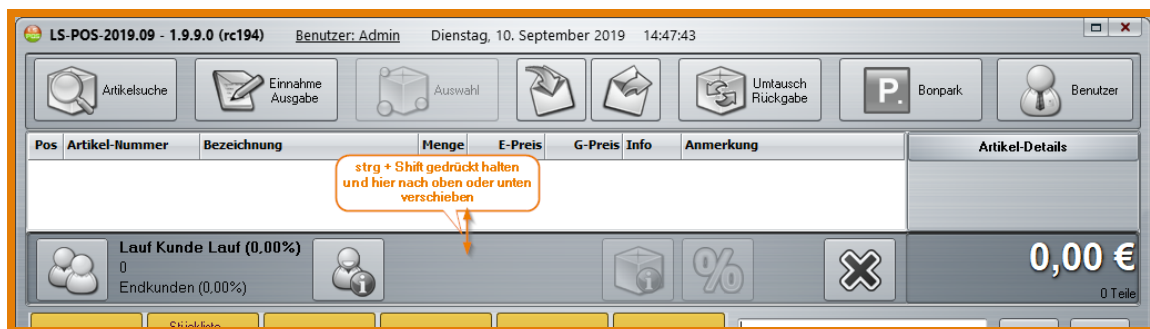 LS-POS-2019.09 - 1.9.9.0 (rc194) Benutzer: Admin Dienstag, 10. September 2019 14:47:43
Artikelsuche
Einnahme
Ausgabe
Auswahl
Umtausch
Rückgabe
P. Bonpark
Benutzer
Pos Artikel-Nummer Bezeichnung Menge E-Preis G-Preis Info Anmerkung Artikel-Details
strg + Shift gedrückt halten
und hier nach oben oder unten
verschieben
Lauf Kunde Lauf (0,00%)
0
Endkunden (0,00%)
%
0,00 €
0 Teile
Stückliste